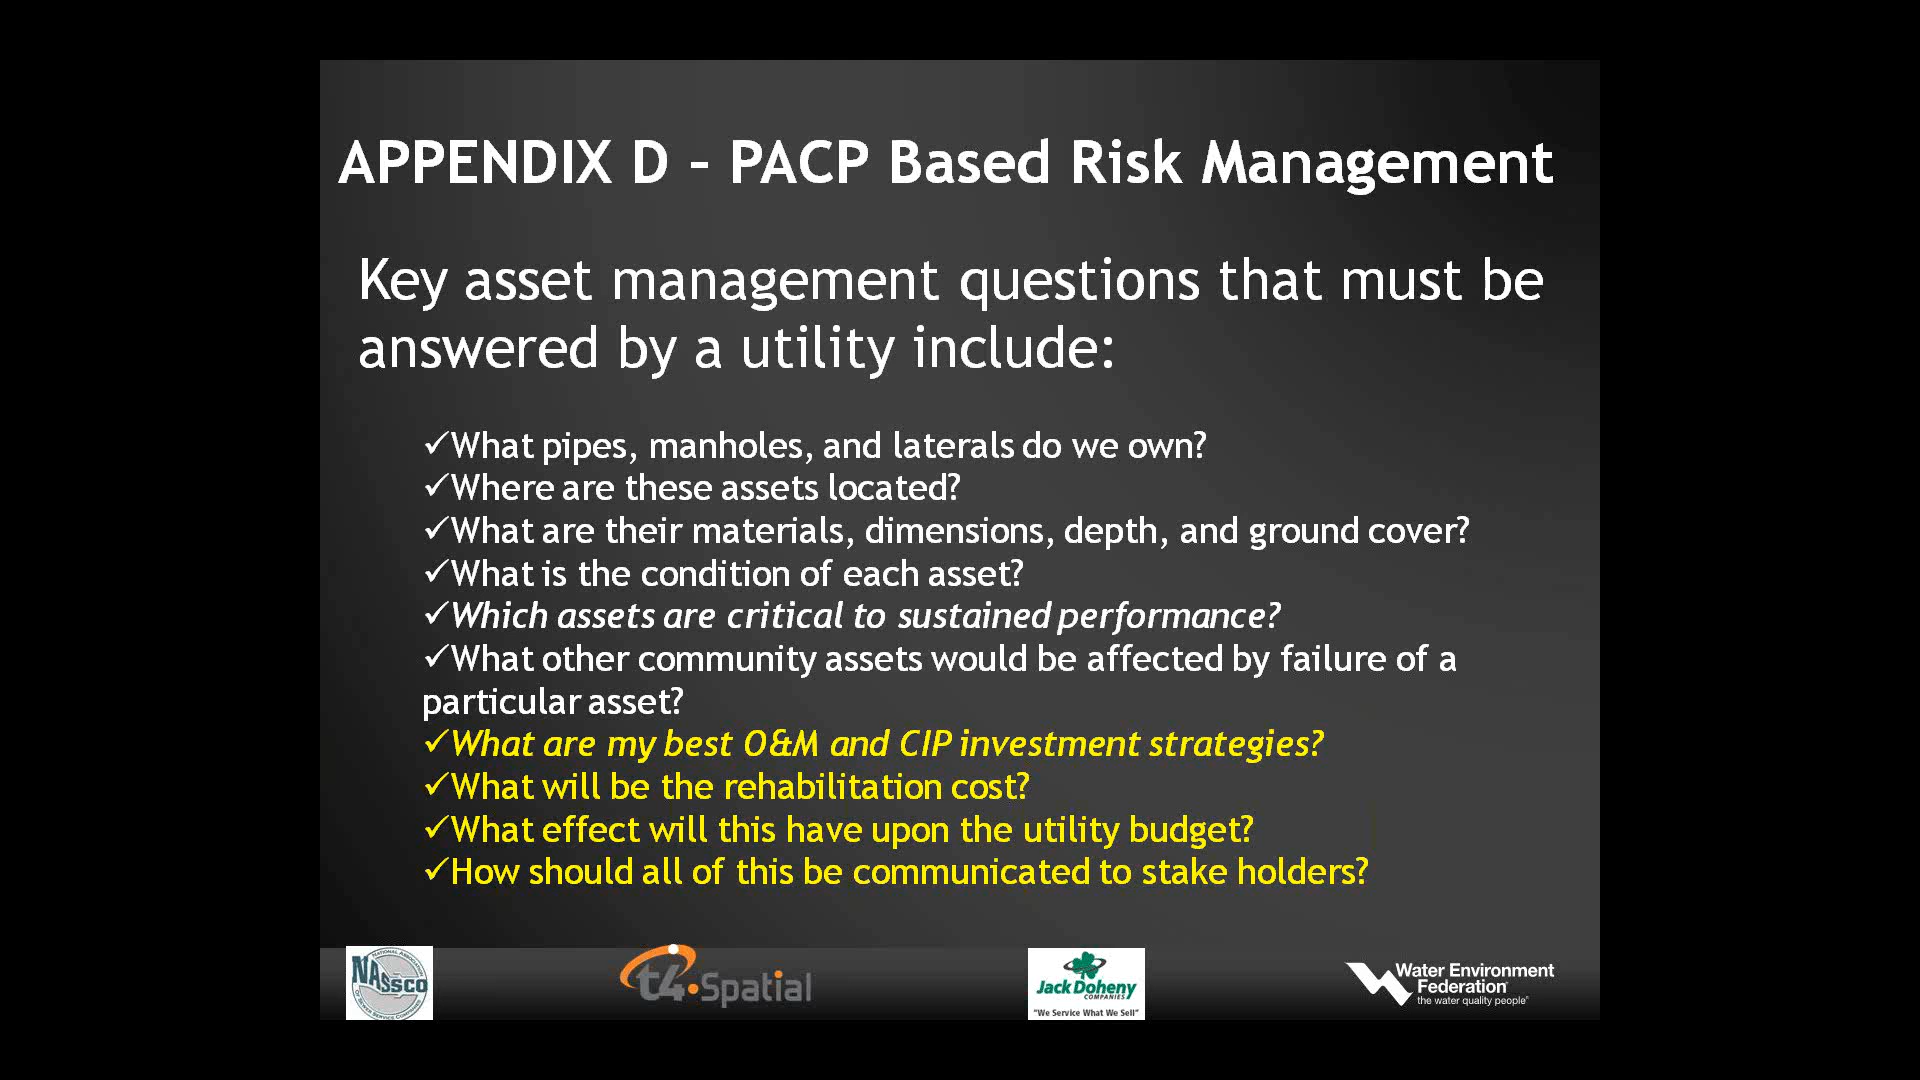 APPENDIX D – PACP Based Risk Management
Key asset management questions that must be
answered by a utility include:
✓What pipes, manholes, and laterals do we own?
✓Where are these assets located?
✓What are their materials, dimensions, depth, and ground cover?
✓What is the condition of each asset?
✓Which assets are critical to sustained performance?
✓What other community assets would be affected by failure of a
particular asset?
✓What are my best O&M and CIP investment strategies?
✓What will be the rehabilitation cost?
✓What effect will this have upon the utility budget?
✓How should all of this be communicated to stake holders?
NATIONAL ASSOCIATION
NASSCO
OF SEWER SERVICE COMPANIES
t4.Spatial
Jack Doheny
COMPANIES
"We Service What We Sell"
Water Environment
Federation
the water quality people®